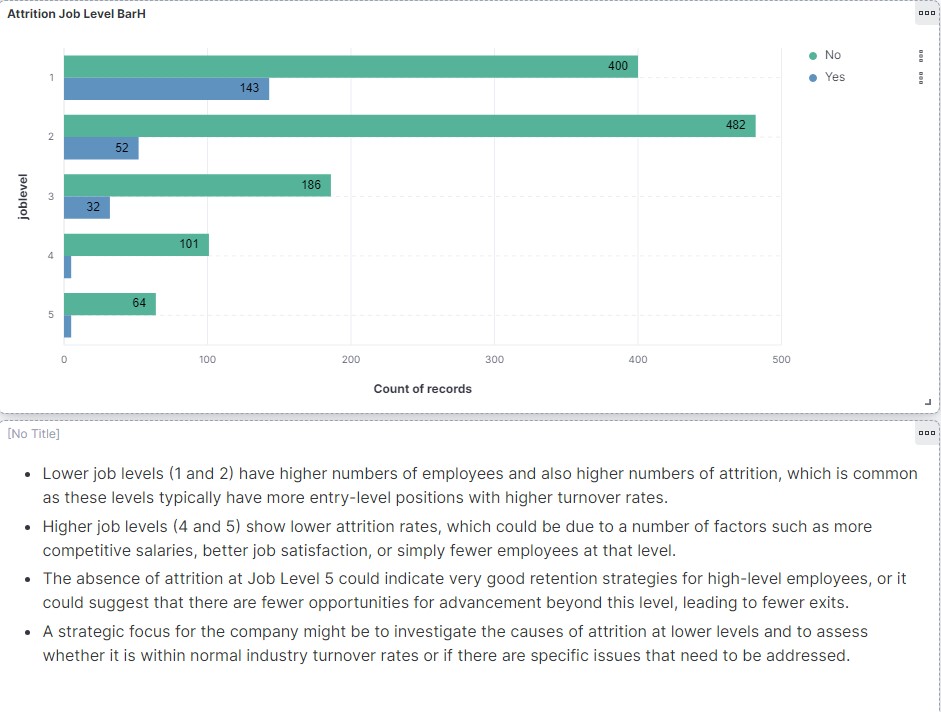 Attrition Job Level BarH
No
Yes
1
400
143
2
482
52
joblevel
3
186
32
4
101
5
64
0 100 200 300 400 500
Count of records
[No Title]
• Lower job levels (1 and 2) have higher numbers of employees and also higher numbers of attrition, which is common
as these levels typically have more entry-level positions with higher turnover rates.
• Higher job levels (4 and 5) show lower attrition rates, which could be due to a number of factors such as more
competitive salaries, better job satisfaction, or simply fewer employees at that level.
• The absence of attrition at Job Level 5 could indicate very good retention strategies for high-level employees, or it
could suggest that there are fewer opportunities for advancement beyond this level, leading to fewer exits.
• A strategic focus for the company might be to investigate the causes of attrition at lower levels and to assess
whether it is within normal industry turnover rates or if there are specific issues that need to be addressed.